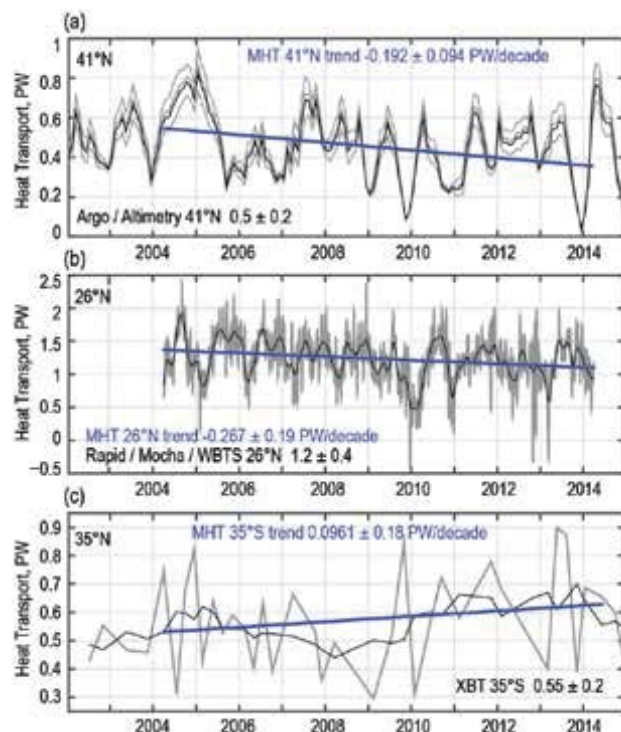 (a)
41°N
MHT 41°N trend -0.192 ± 0.094 PW/decade
Heat Transport, PW
1
0.8
0.6
0.4
0.2
0
Argo / Altimetry 41°N 0.5 ± 0.2
2004 2006 2008 2010 2012 2014
(b)
26°N
Heat Transport, PW
2.5
2
1.5
1
0.5
0
−0.5
MHT 26°N trend -0.267 ± 0.19 PW/decade
Rapid / Mocha / WBTS 26°N 1.2 ± 0.4
2004 2006 2008 2010 2012 2014
(c)
35°N
MHT 35°S trend 0.0961 ± 0.18 PW/decade
Heat Transport, PW
0.9
0.8
0.7
0.6
0.5
0.4
0.3
XBT 35°S 0.55 ± 0.2
2004 2006 2008 2010 2012 2014